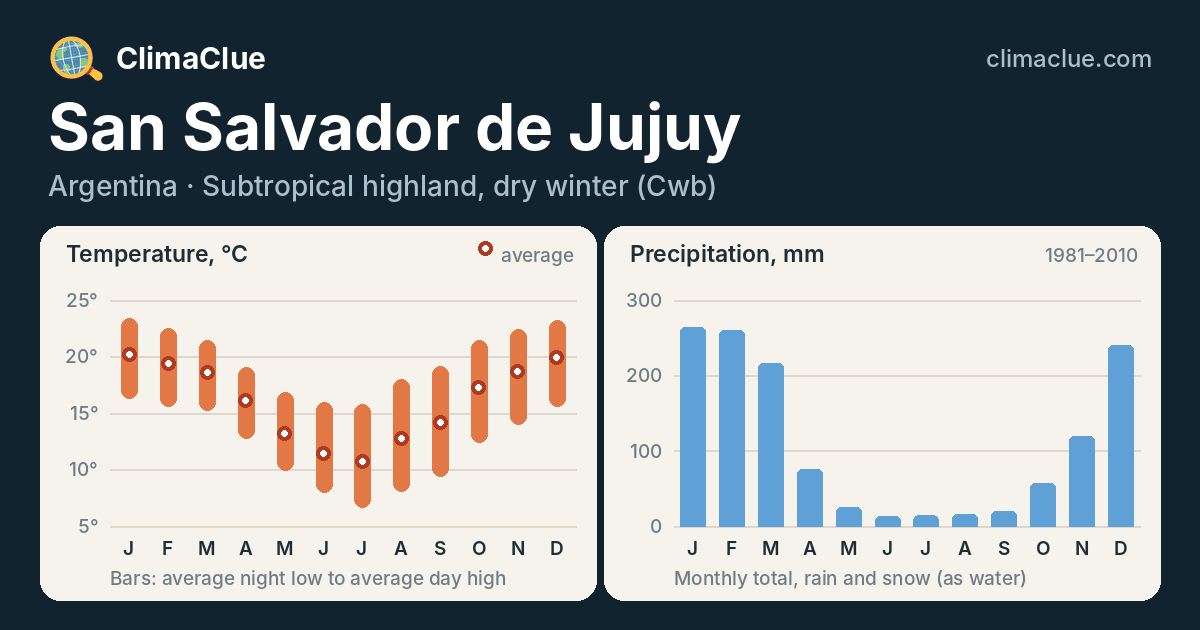 ClimaClue
climaclue.com
San Salvador de Jujuy
Argentina · Subtropical highland, dry winter (Cwb)
Temperature, °C
average
25°
20°
15°
10°
5°
J F M A M J J A S O N D
Bars: average night low to average day high
Precipitation, mm
1981–2010
300
200
100
0
J F M A M J J A S O N D
Monthly total, rain and snow (as water)